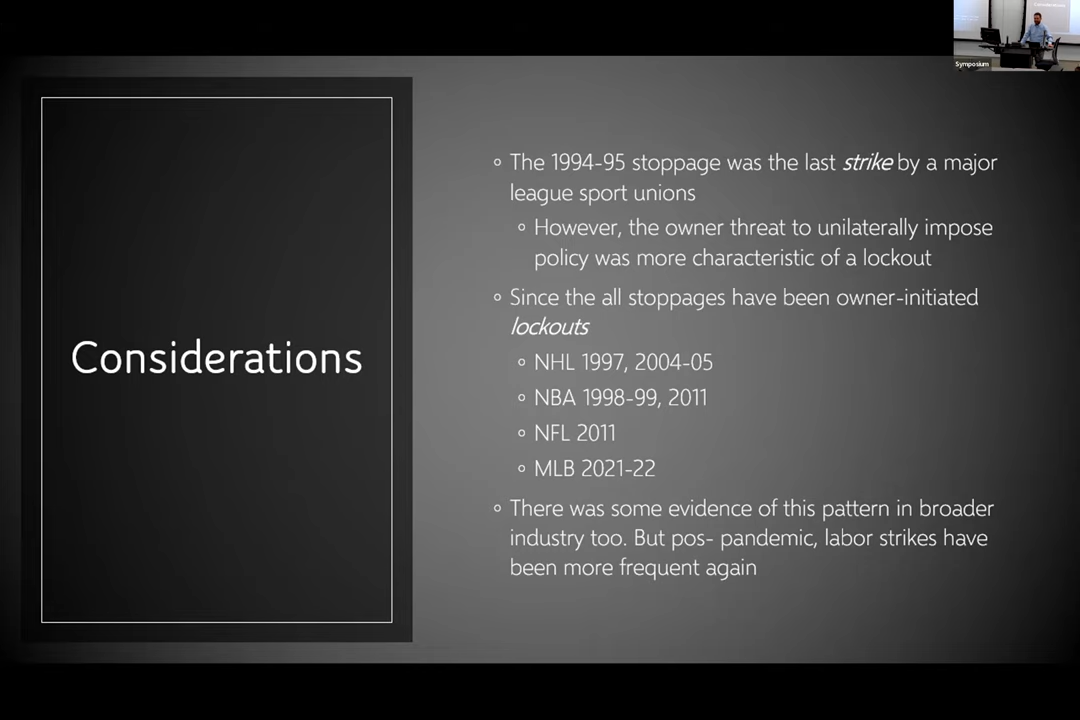 Symposium
Considerations
The 1994-95 stoppage was the last strike by a major
league sport unions
However, the owner threat to unilaterally impose
policy was more characteristic of a lockout
Since the all stoppages have been owner-initiated
lockouts
NHL 1997, 2004-05
NBA 1998-99, 2011
NFL 2011
MLB 2021-22
There was some evidence of this pattern in broader
industry too. But pos- pandemic, labor strikes have
been more frequent again